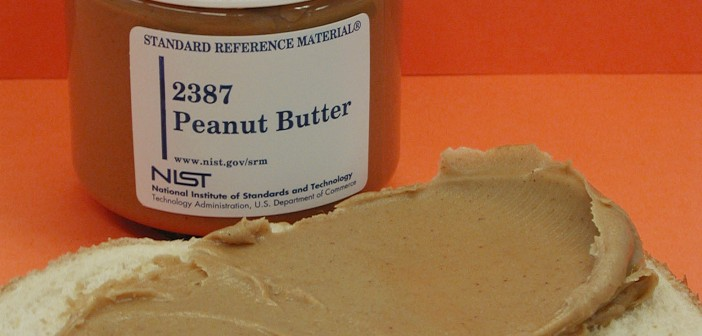 STANDARD REFERENCE MATERIAL®
2387
Peanut Butter
www.nist.gov/srm
NIST
National Institute of Standards and Technology
Technology Administration, U.S. Department of Commerce